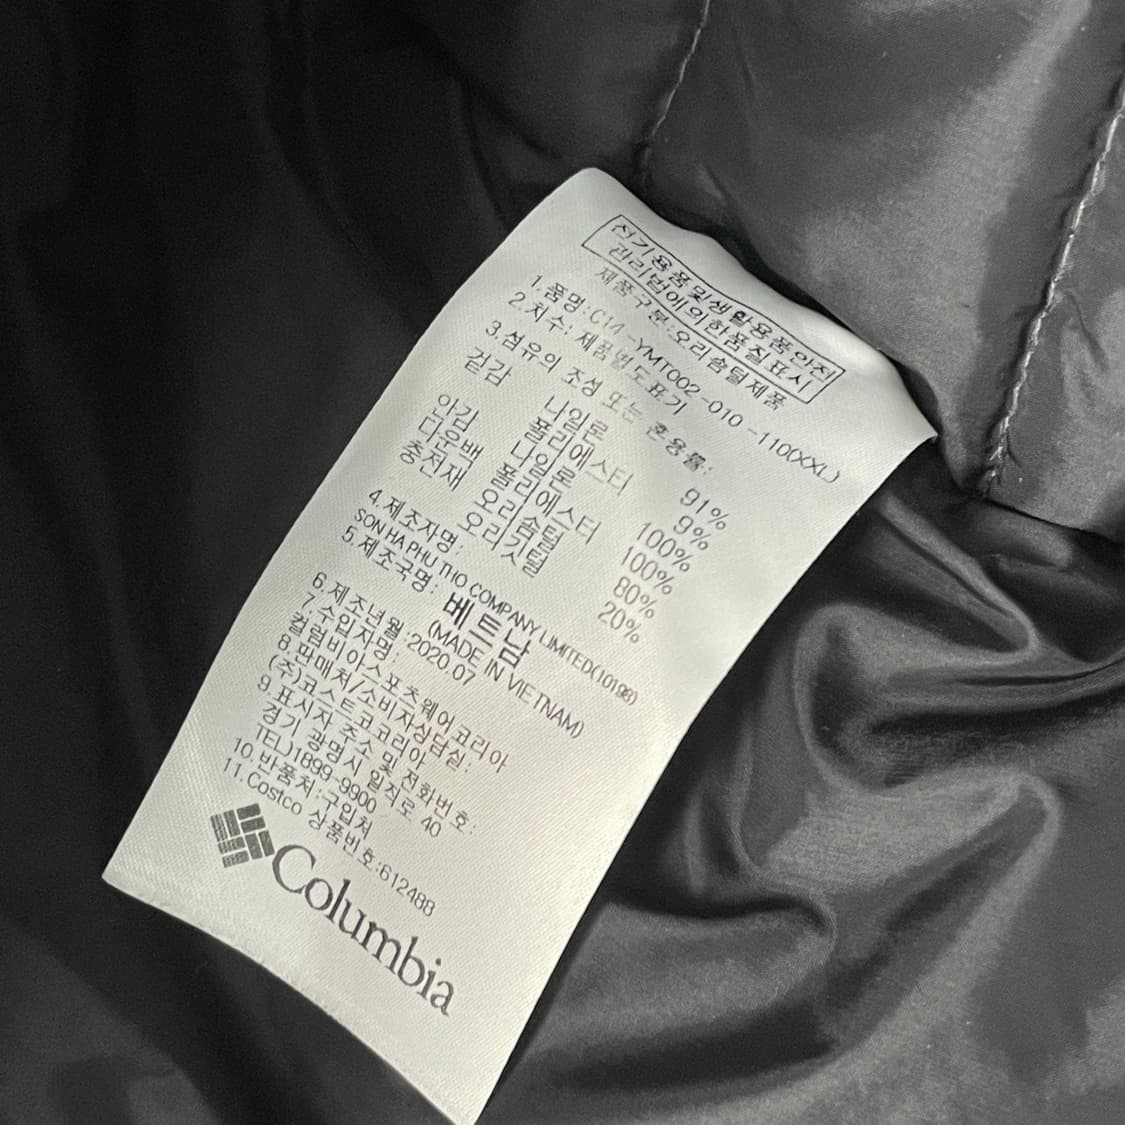 전기용품및생활용품안전
관리법에의한품질표시
제품구분:오리솜털제품
1.품명:C14-YMT002-010-110(XXL)
2.치수: 제품별도표기
3.섬유의 조성 또는 혼용률:
겉감 나일론 91%
폴리에스터 9%
안감 나일론 100%
다운백 폴리에스터 100%
충전재 오리솜털 80%
오리깃털 20%
4.제조자명:
SON HA PHU THO COMPANY LIMITED(10198)
5.제조국명: 베트남
(MADE IN VIETNAM)
6.제조년월:2020.07
7.수입자명:
컬럼비아스포츠웨어코리아
8.판매처/소비자상담실:
(주)코스트코코리아
9.표시자 주소 및 전화번호:
경기 광명시 일직로 40
TEL)1899-9900
10.반품처:구입처
11.Costco 상품번호:612488
Columbia